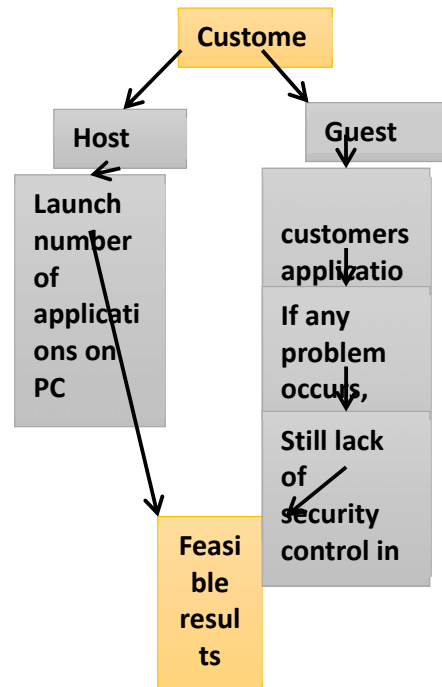 Custome
Host
Guest
Launch
number
of
applicati
ons on
PC
customers
applicatio
If any
problem
occurs,
Still lack
of
security
control in
Feasi
ble
resul
ts